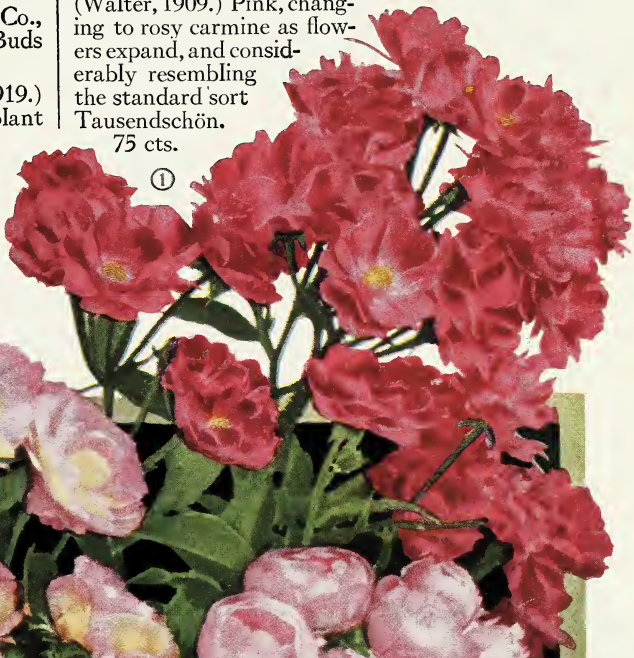 Co.,
Buds
919.)
plant
(Walter, 1909.) Pink, chang-
ing to rosy carmine as flow-
ers expand, and consid-
erably resembling
the standard sort
Tausendschön.
75 cts.
①